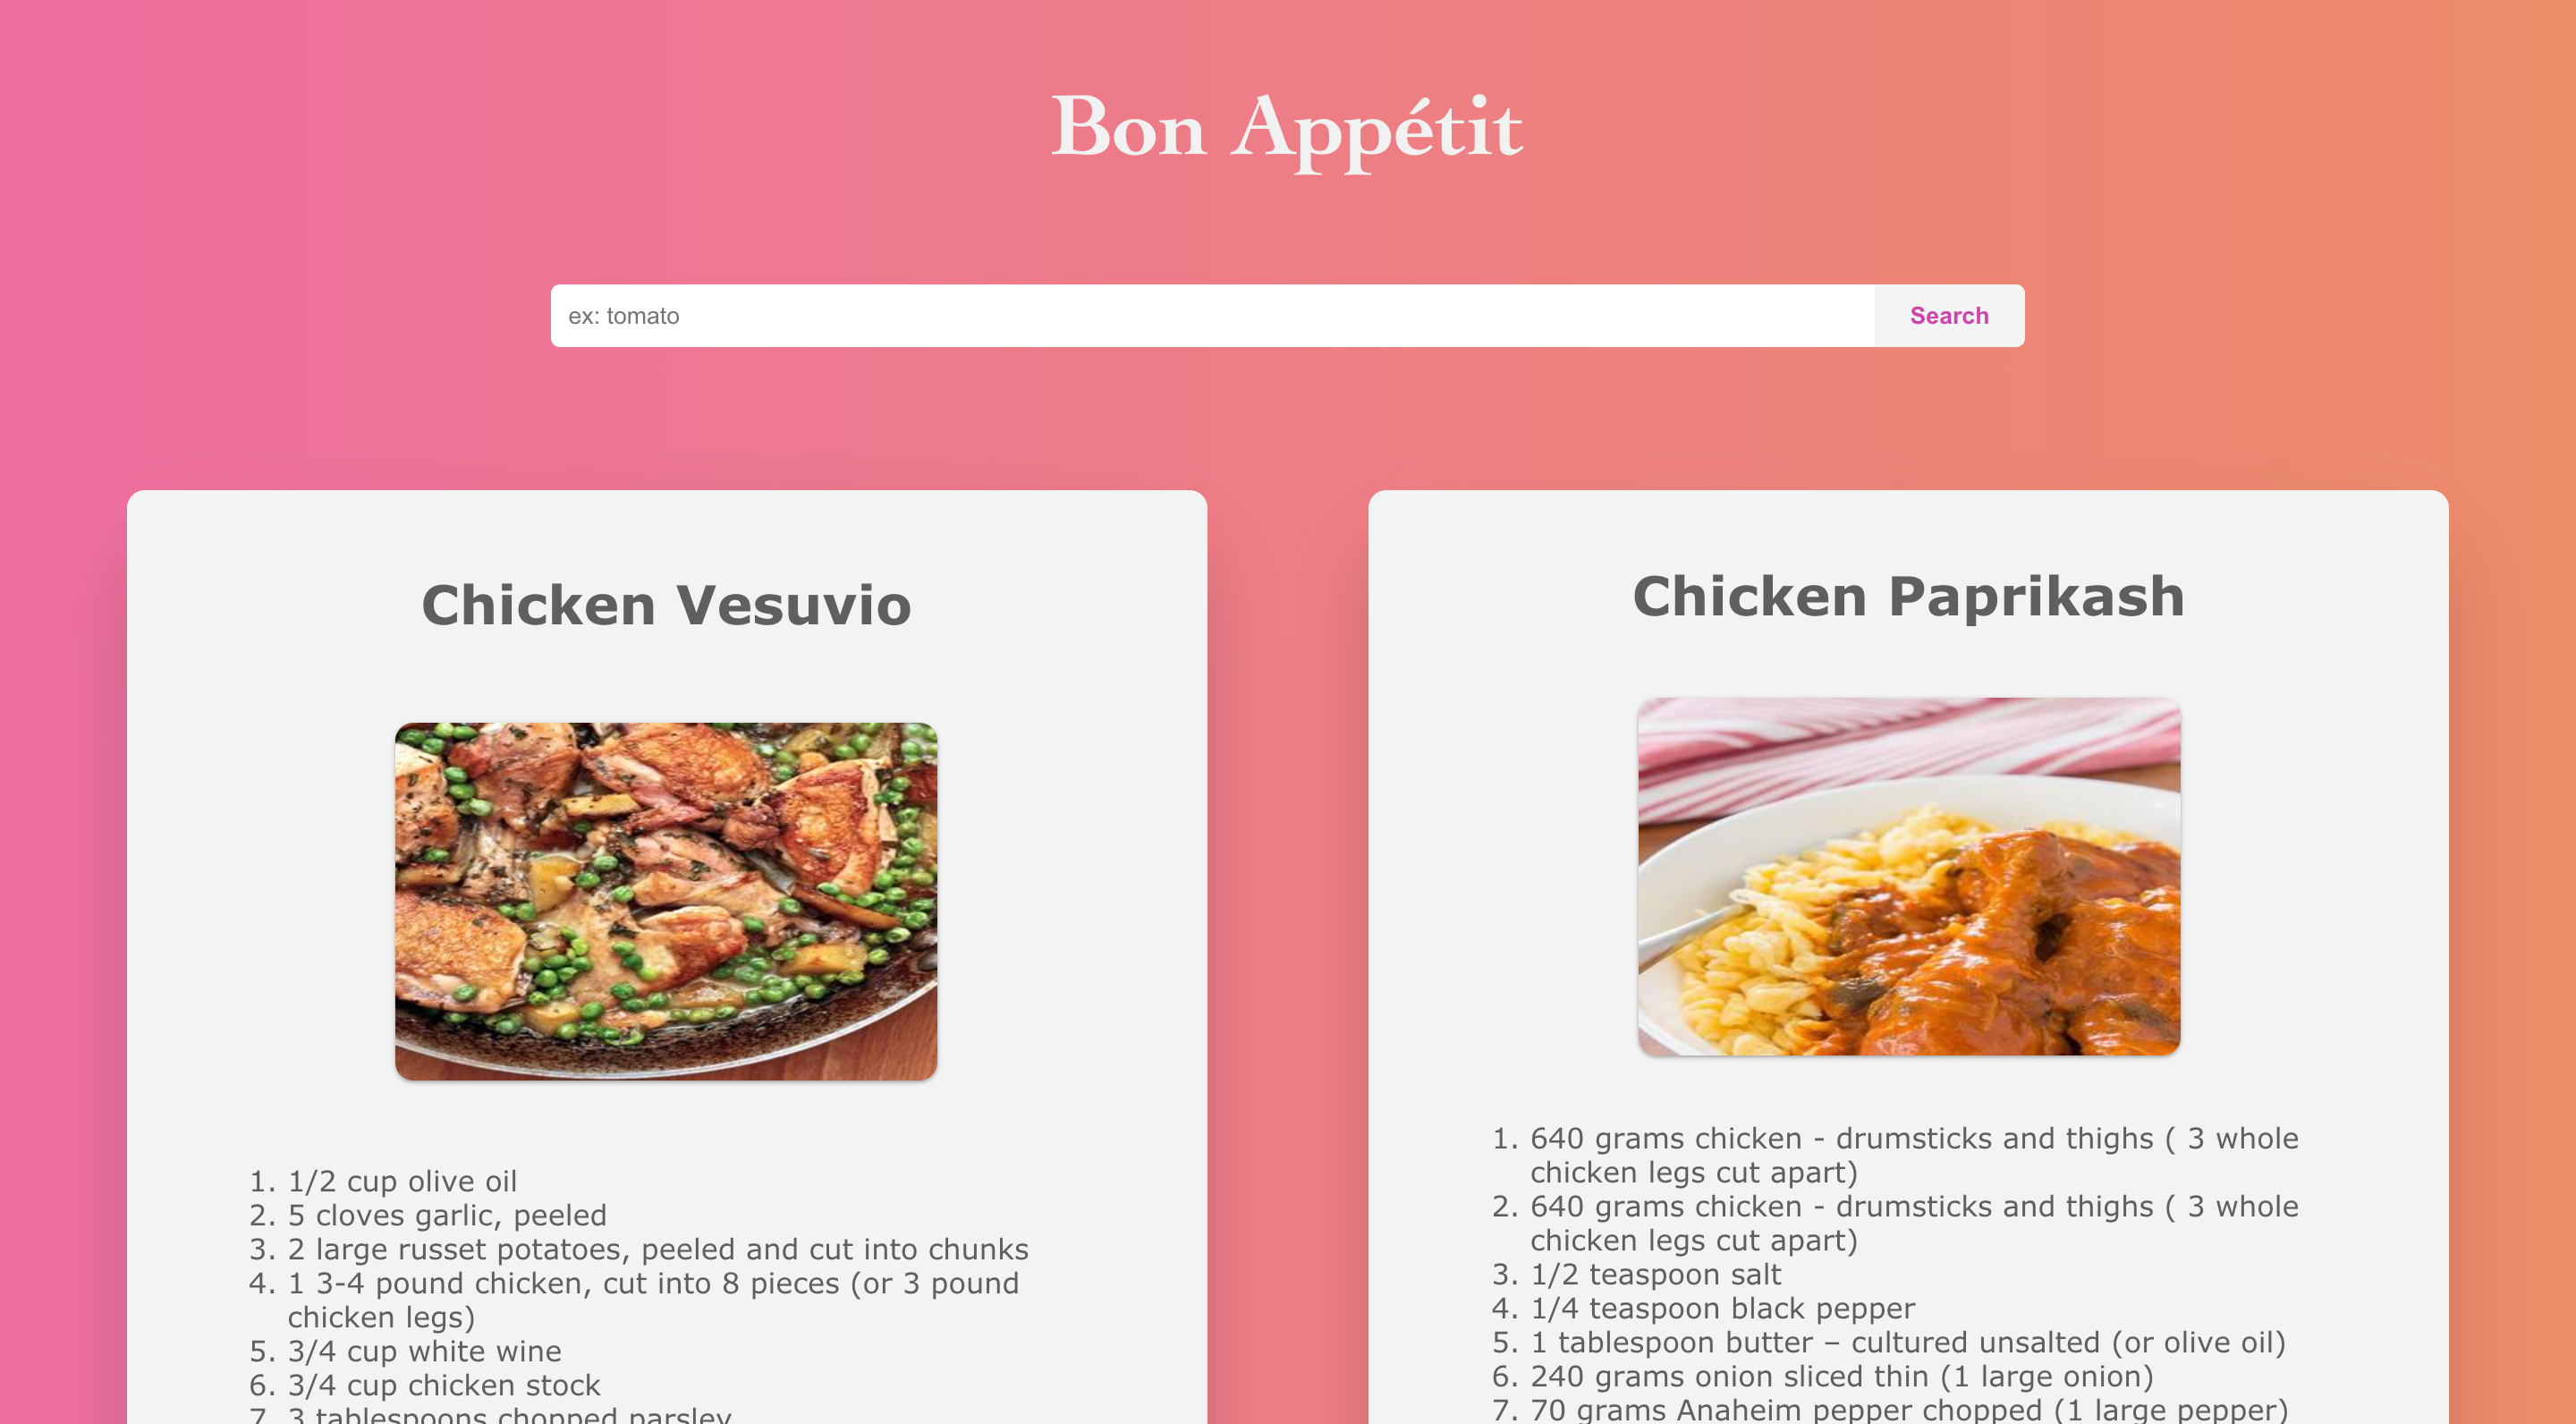 Bon Appétit
ex: tomato
Search
Chicken Vesuvio
1. 1/2 cup olive oil
2. 5 cloves garlic, peeled
3. 2 large russet potatoes, peeled and cut into chunks
4. 1 3-4 pound chicken, cut into 8 pieces (or 3 pound
chicken legs)
5. 3/4 cup white wine
6. 3/4 cup chicken stock
7. 3 tablespoons chopped parsley
Chicken Paprikash
1. 640 grams chicken - drumsticks and thighs ( 3 whole
chicken legs cut apart)
2. 640 grams chicken - drumsticks and thighs ( 3 whole
chicken legs cut apart)
3. 1/2 teaspoon salt
4. 1/4 teaspoon black pepper
5. 1 tablespoon butter – cultured unsalted (or olive oil)
6. 240 grams onion sliced thin (1 large onion)
7. 70 grams Anaheim pepper chopped (1 large pepper)